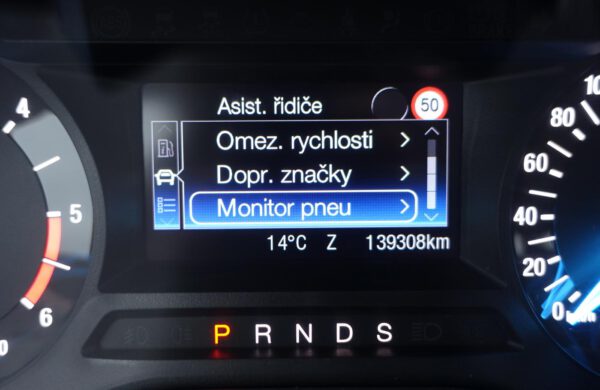 Asist. řidiče
50
Omez. rychlosti
Dopr. značky
Monitor pneu
14°C Z 139308km
4
5
6
80
60
40
20
0
P R N D S